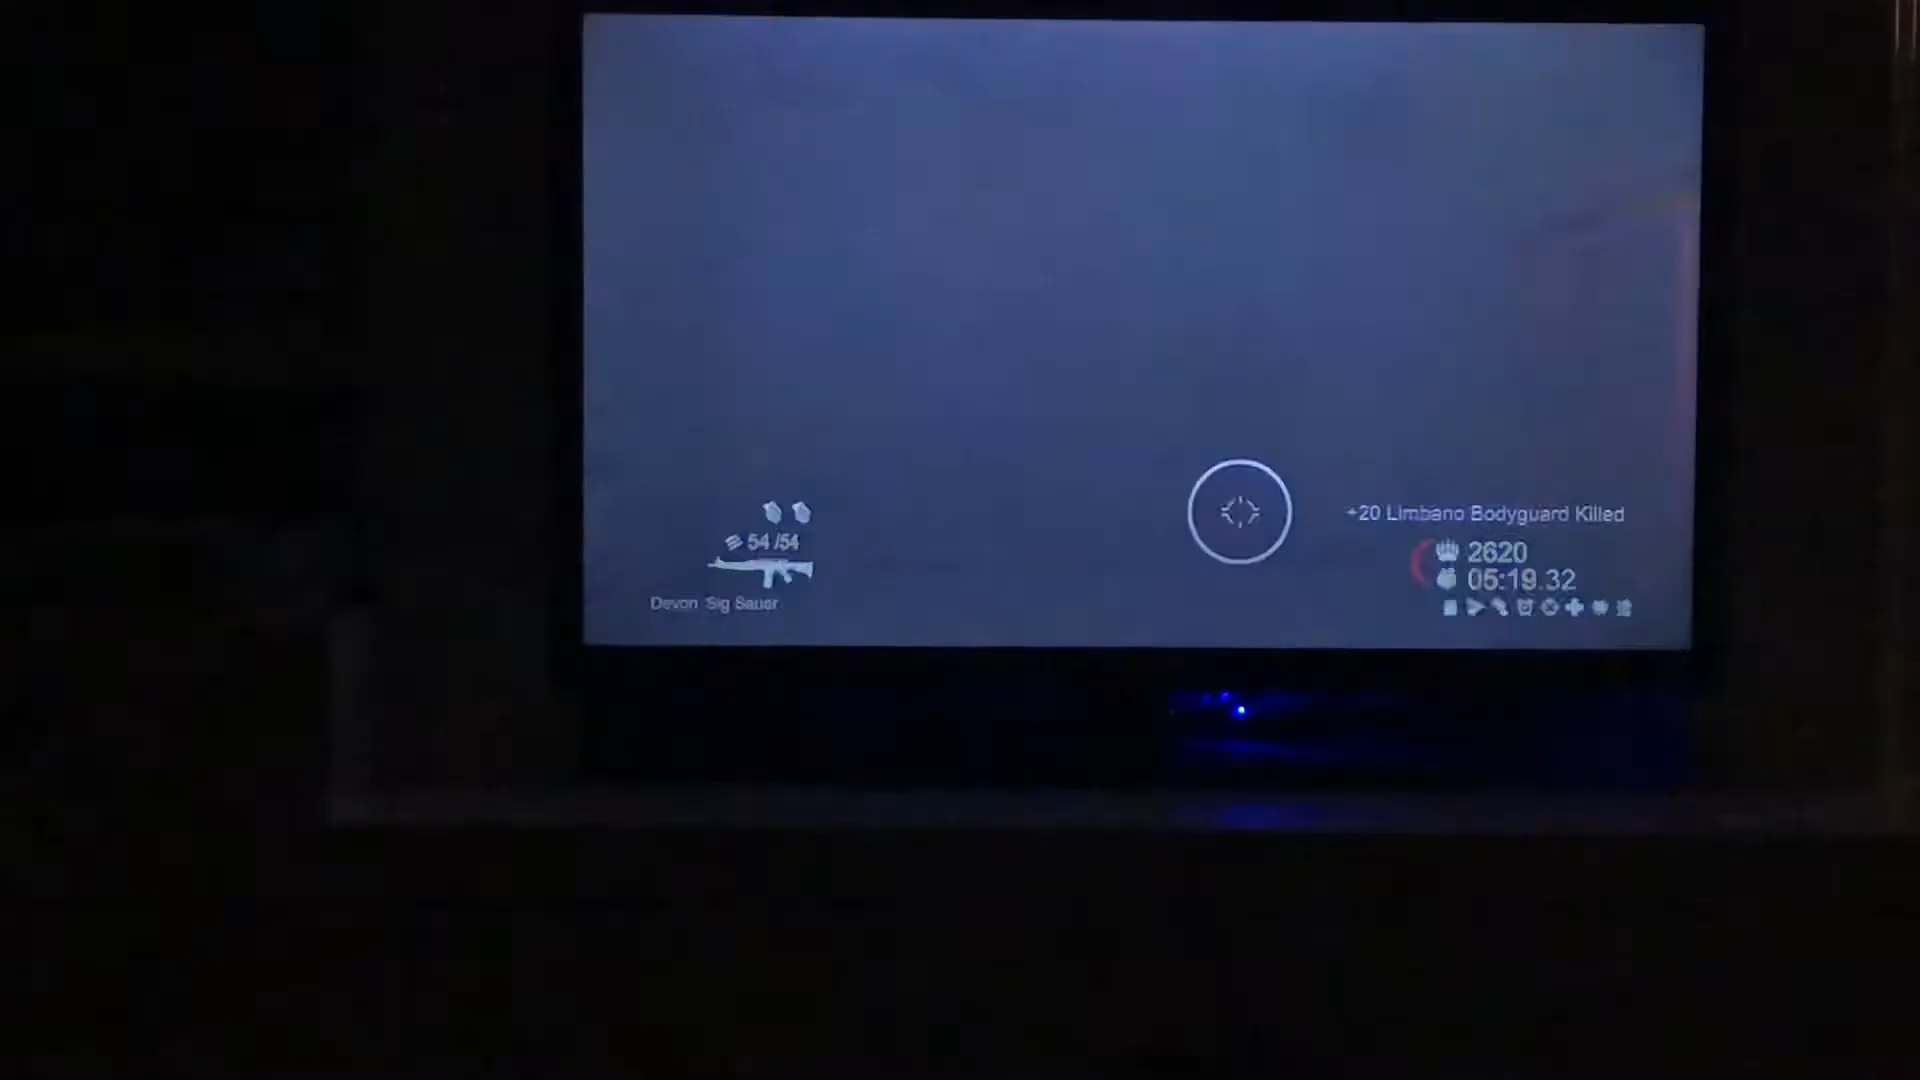 54 /54
Devon Sig Sauer
+20 Limbano Bodyguard Killed
2620
05:19.32